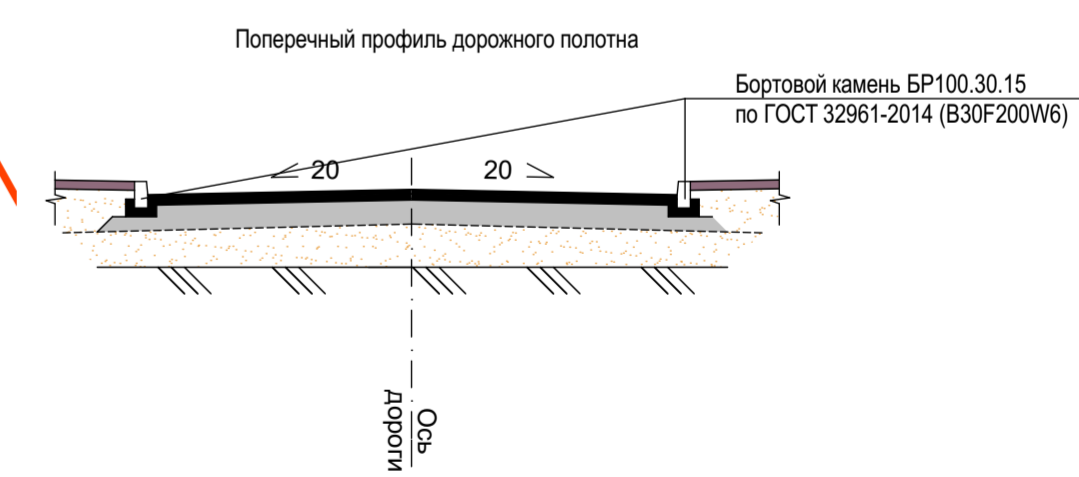 Поперечный профиль дорожного полотна
Бортовой камень БР100.30.15
по ГОСТ 32961-2014 (B30F200W6)
20
20
Ось
дороги